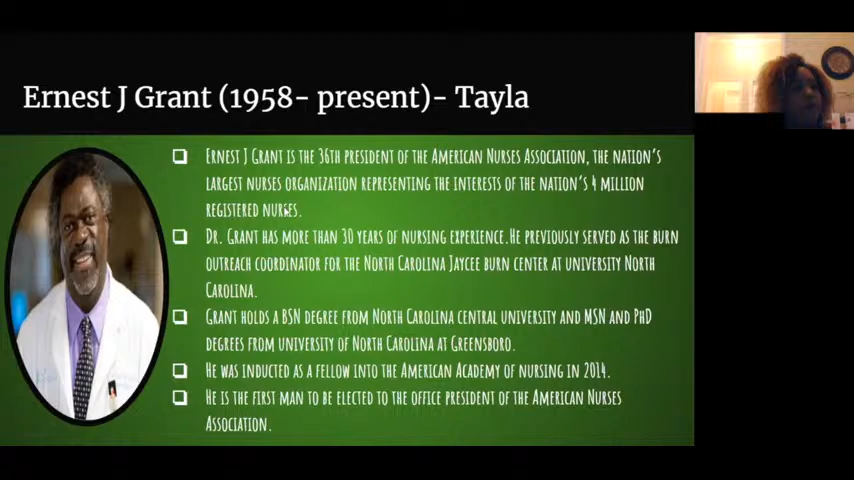 Ernest J Grant (1958- present)- Tayla
Ernest J Grant is the 36th president of the American Nurses Association, the nation's
largest nurses organization representing the interests of the nation's 4 million
registered nurses.
Dr. Grant has more than 30 years of nursing experience.He previously served as the burn
outreach coordinator for the North Carolina Jaycee burn center at university North
Carolina.
Grant holds a BSN degree from North Carolina central university and MSN and PhD
degrees from university of North Carolina at Greensboro.
He was inducted as a fellow into the American Academy of nursing in 2014.
He is the first man to be elected to the office president of the American Nurses
Association.